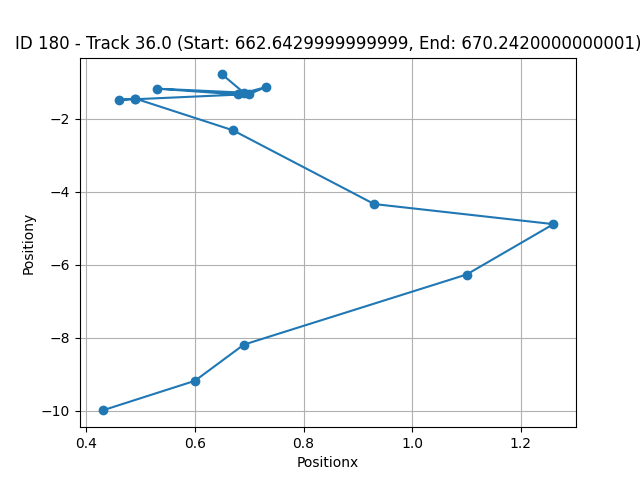 ID 180 - Track 36.0 (Start: 662.6429999999999, End: 670.2420000000001)
Positiony
−2
−4
−6
−8
−10
0.4 0.6 0.8 1.0 1.2
Positionx